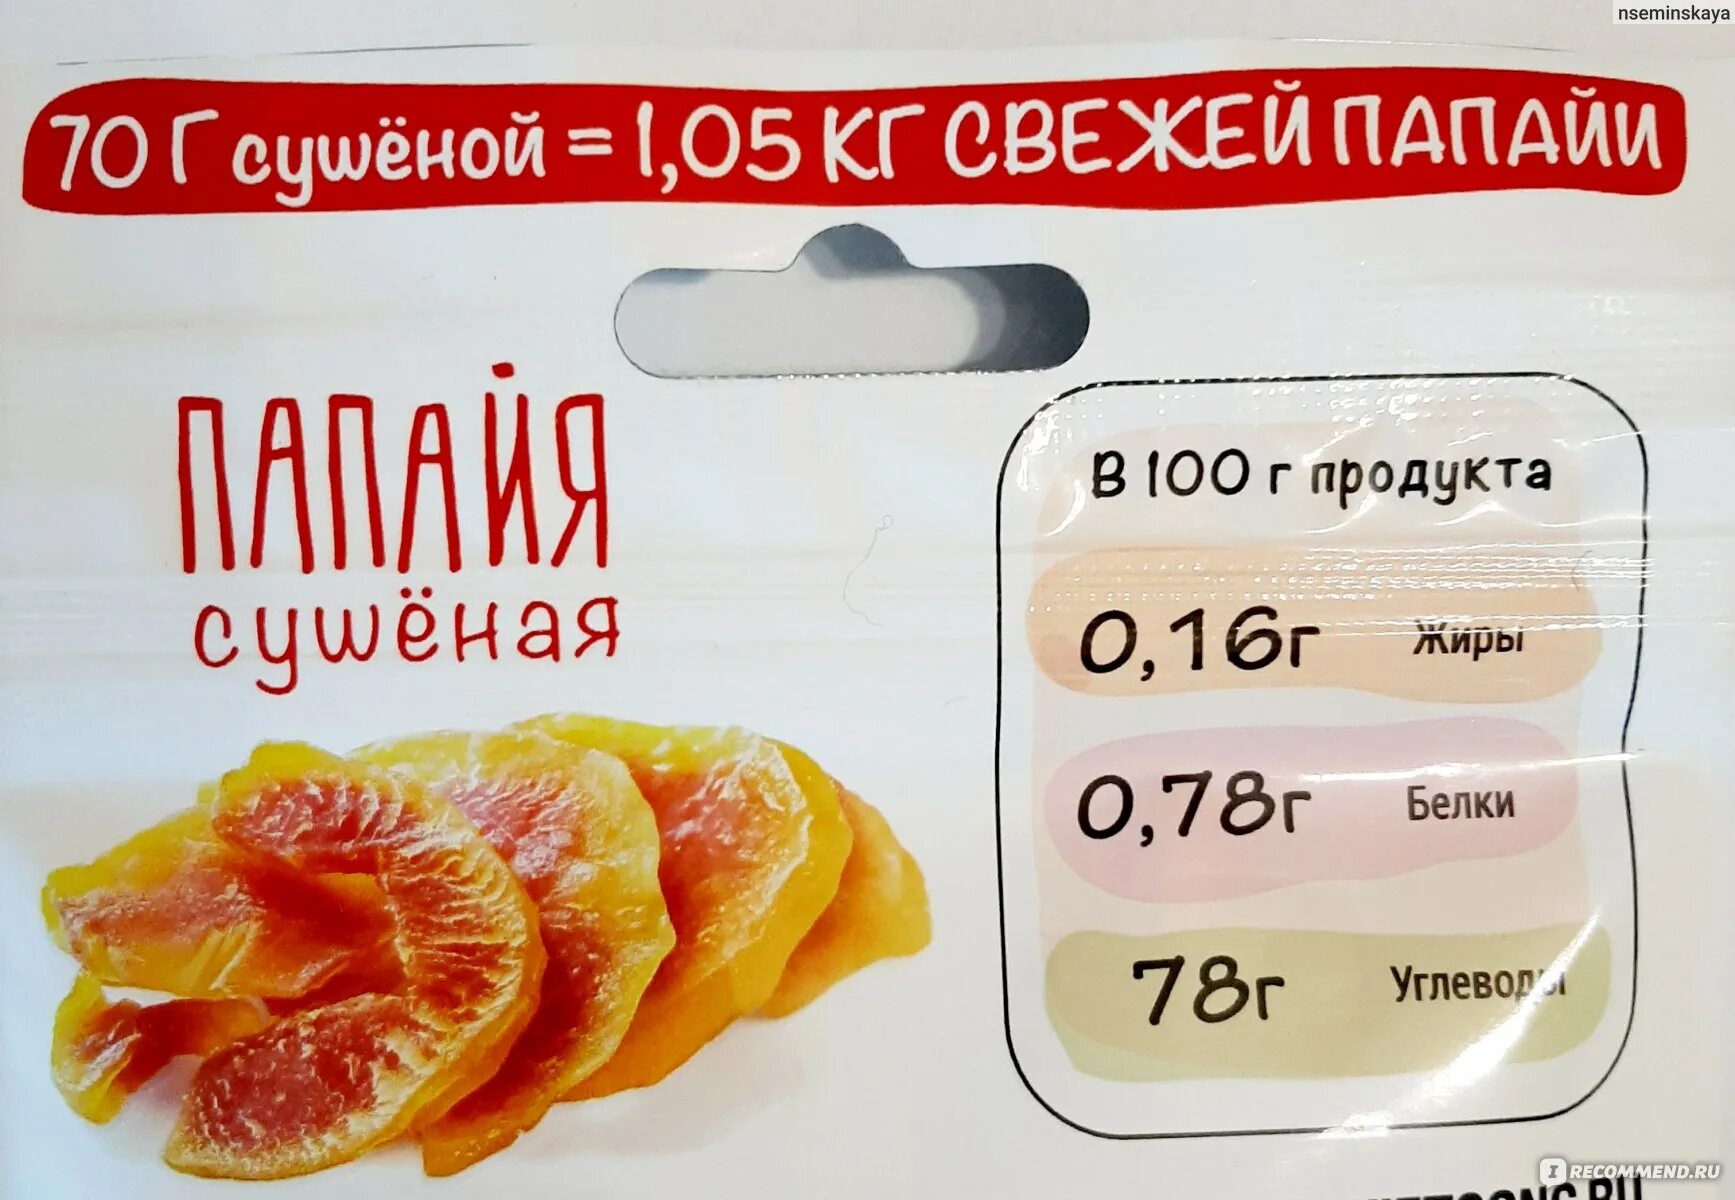 nseminskaya
70 Г сушёной = 1,05 КГ СВЕЖЕЙ ПАПАЙИ
ПАПАЙЯ
сушёная
В 100 г продукта
0,16г Жиры
0,78г Белки
78г Углеводы
RECOMMEND.RU